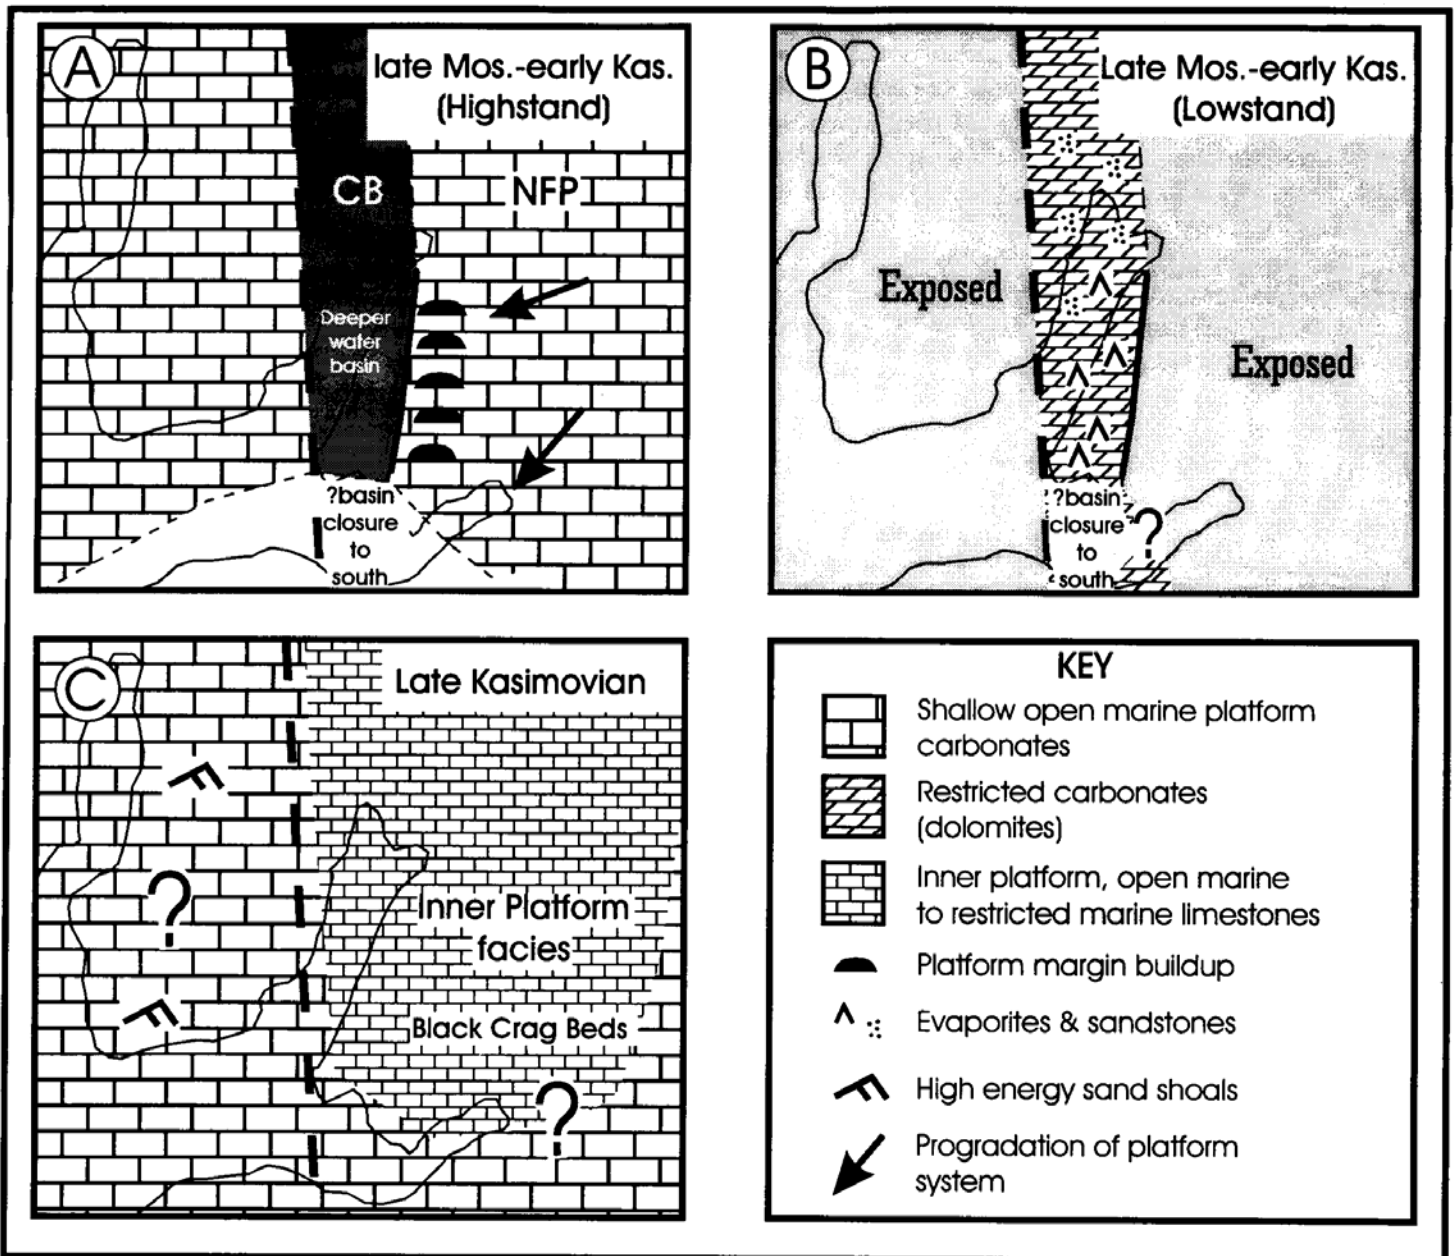 A
late Mos.-early Kas.
(Highstand)
CB
NFP
Deeper
water
basin
?basin
closure
to
south
B
Late Mos.-early Kas.
(Lowstand)
Exposed
Exposed
?basin
closure
to
south
?
C
Late Kasimovian
?
Inner Platform
facies
Black Crag Beds
?
KEY
Shallow open marine platform
carbonates
Restricted carbonates
(dolomites)
Inner platform, open marine
to restricted marine limestones
Platform margin buildup
Evaporites & sandstones
High energy sand shoals
Progradation of platform
system